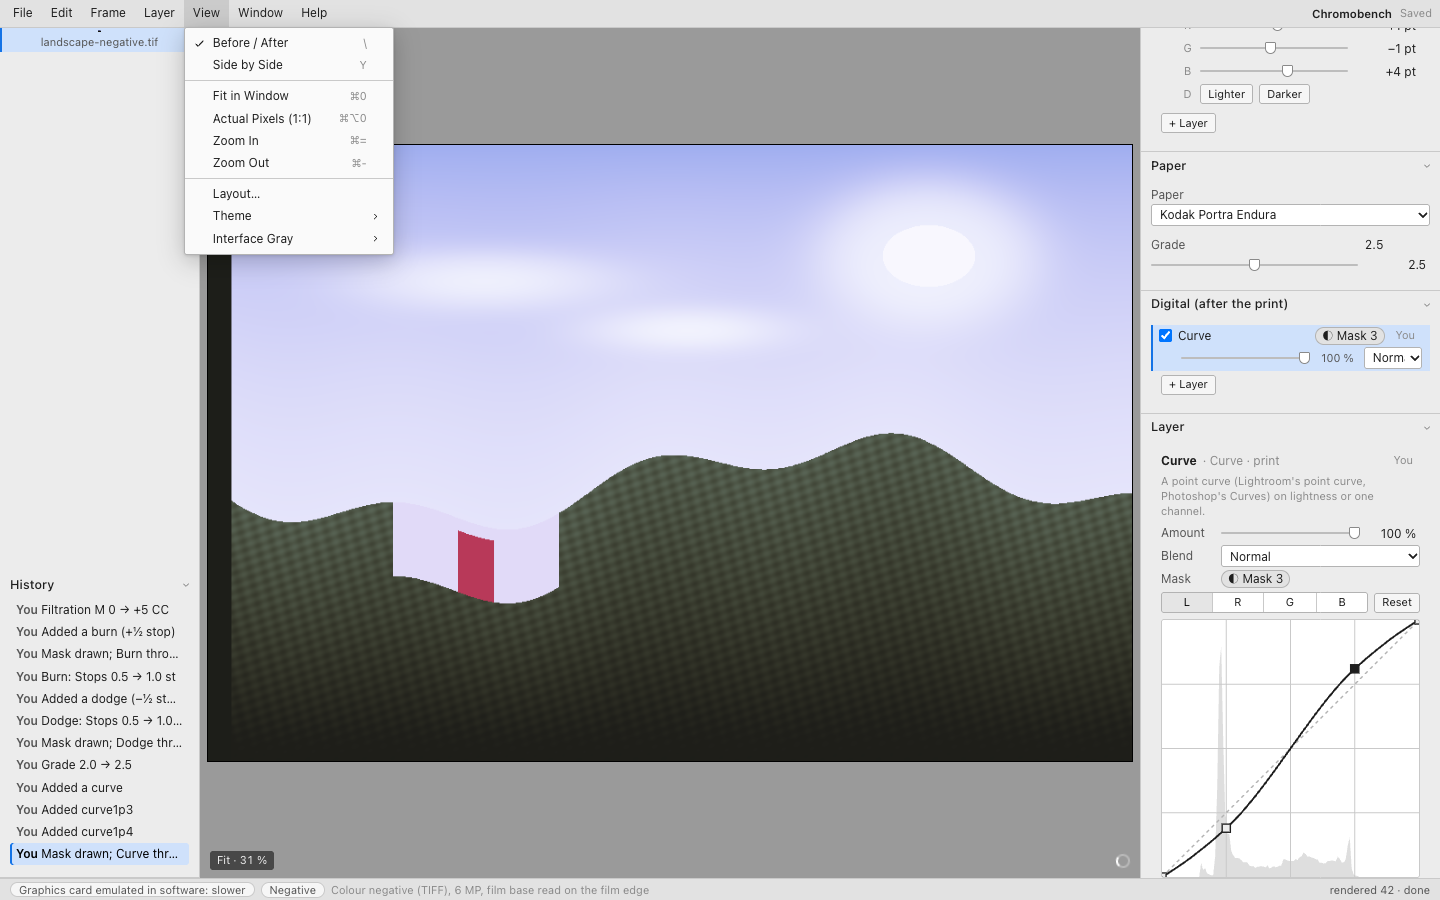 File Edit Frame Layer View Window Help Chromobench Saved
landscape-negative.tif
Before / After \
Side by Side Y
Fit in Window ⌘0
Actual Pixels (1:1) ⌘⌥0
Zoom In ⌘=
Zoom Out ⌘-
Layout...
Theme
Interface Gray
History
You Filtration M 0 → +5 CC
You Added a burn (+½ stop)
You Mask drawn; Burn thro...
You Burn: Stops 0.5 → 1.0 st
You Added a dodge (−½ st...
You Dodge: Stops 0.5 → 1.0...
You Mask drawn; Dodge thr...
You Grade 2.0 → 2.5
You Added a curve
You Added curve1p3
You Added curve1p4
You Mask drawn; Curve thr...
Fit · 31 %
G −1 pt
B +4 pt
D Lighter Darker
+ Layer
Paper
Paper
Kodak Portra Endura
Grade 2.5
2.5
Digital (after the print)
Curve Mask 3 You
100 % Norm
+ Layer
Layer
Curve · Curve · print You
A point curve (Lightroom's point curve,
Photoshop's Curves) on lightness or one
channel.
Amount 100 %
Blend Normal
Mask Mask 3
L R G B Reset
Graphics card emulated in software: slower Negative Colour negative (TIFF), 6 MP, film base read on the film edge rendered 42 · done